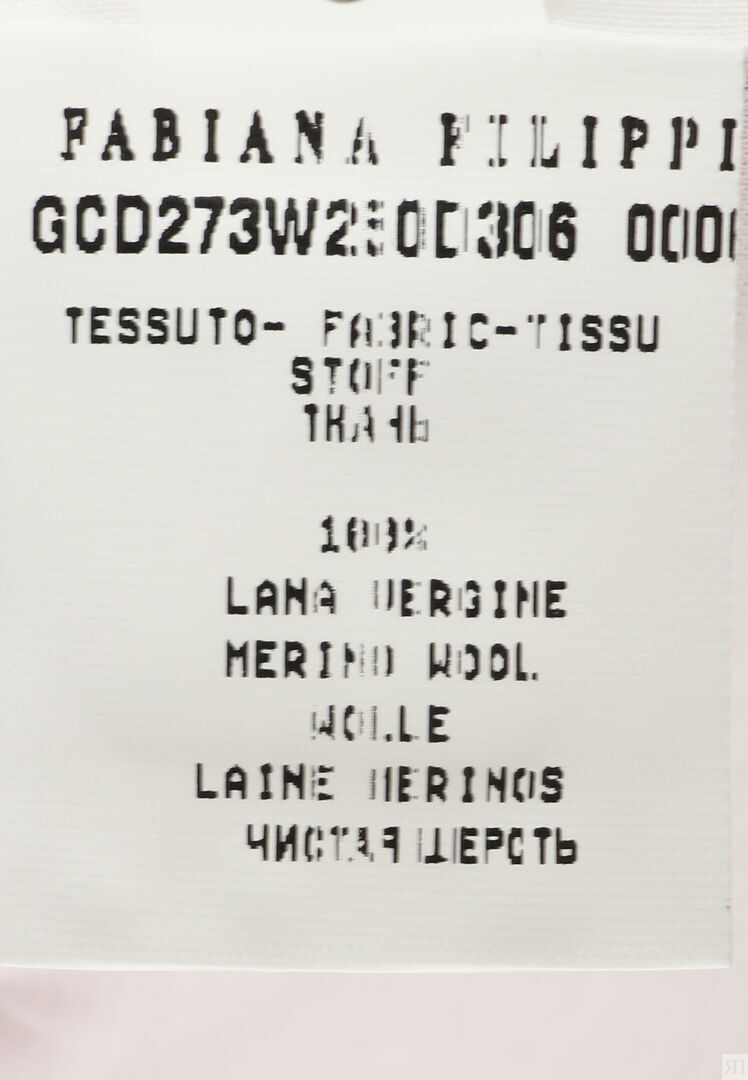 FABIANA FILIPPI
TESSUTO- FABRIC-TISSU
STOFF
ТКАНЬ
100%
LANA VERGINE
MERINO WOOL
WOLLE
LAINE MERINOS
ЧИСТАЯ ШЕРСТЬ